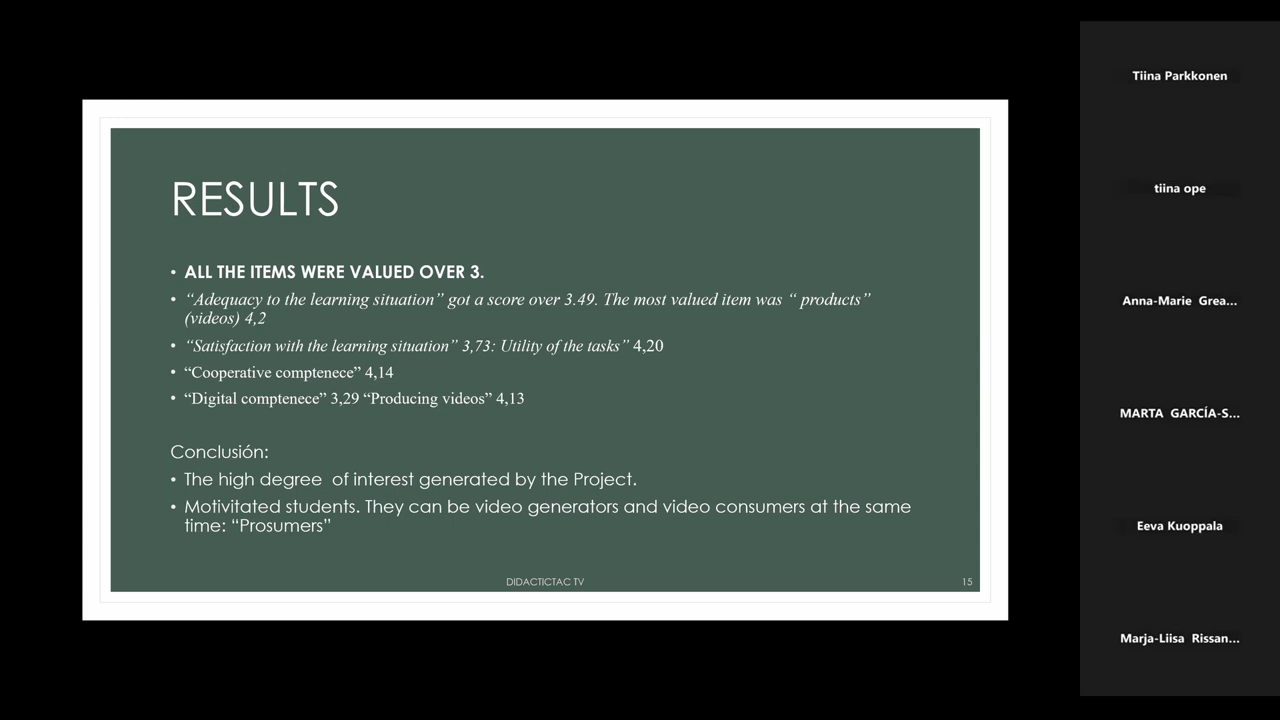 RESULTS
• ALL THE ITEMS WERE VALUED OVER 3.
• “Adequacy to the learning situation” got a score over 3.49. The most valued item was “ products”
(videos) 4,2
• “Satisfaction with the learning situation” 3,73: Utility of the tasks” 4,20
• “Cooperative comptenece” 4,14
• “Digital comptenece” 3,29 “Producing videos” 4,13
Conclusión:
• The high degree of interest generated by the Project.
• Motivitated students. They can be video generators and video consumers at the same
time: “Prosumers”
DIDACTICTAC TV
15
Tiina Parkkonen
tiina ope
Anna-Marie Grea...
MARTA GARCÍA-S...
Eeva Kuoppala
Marja-Liisa Rissan...